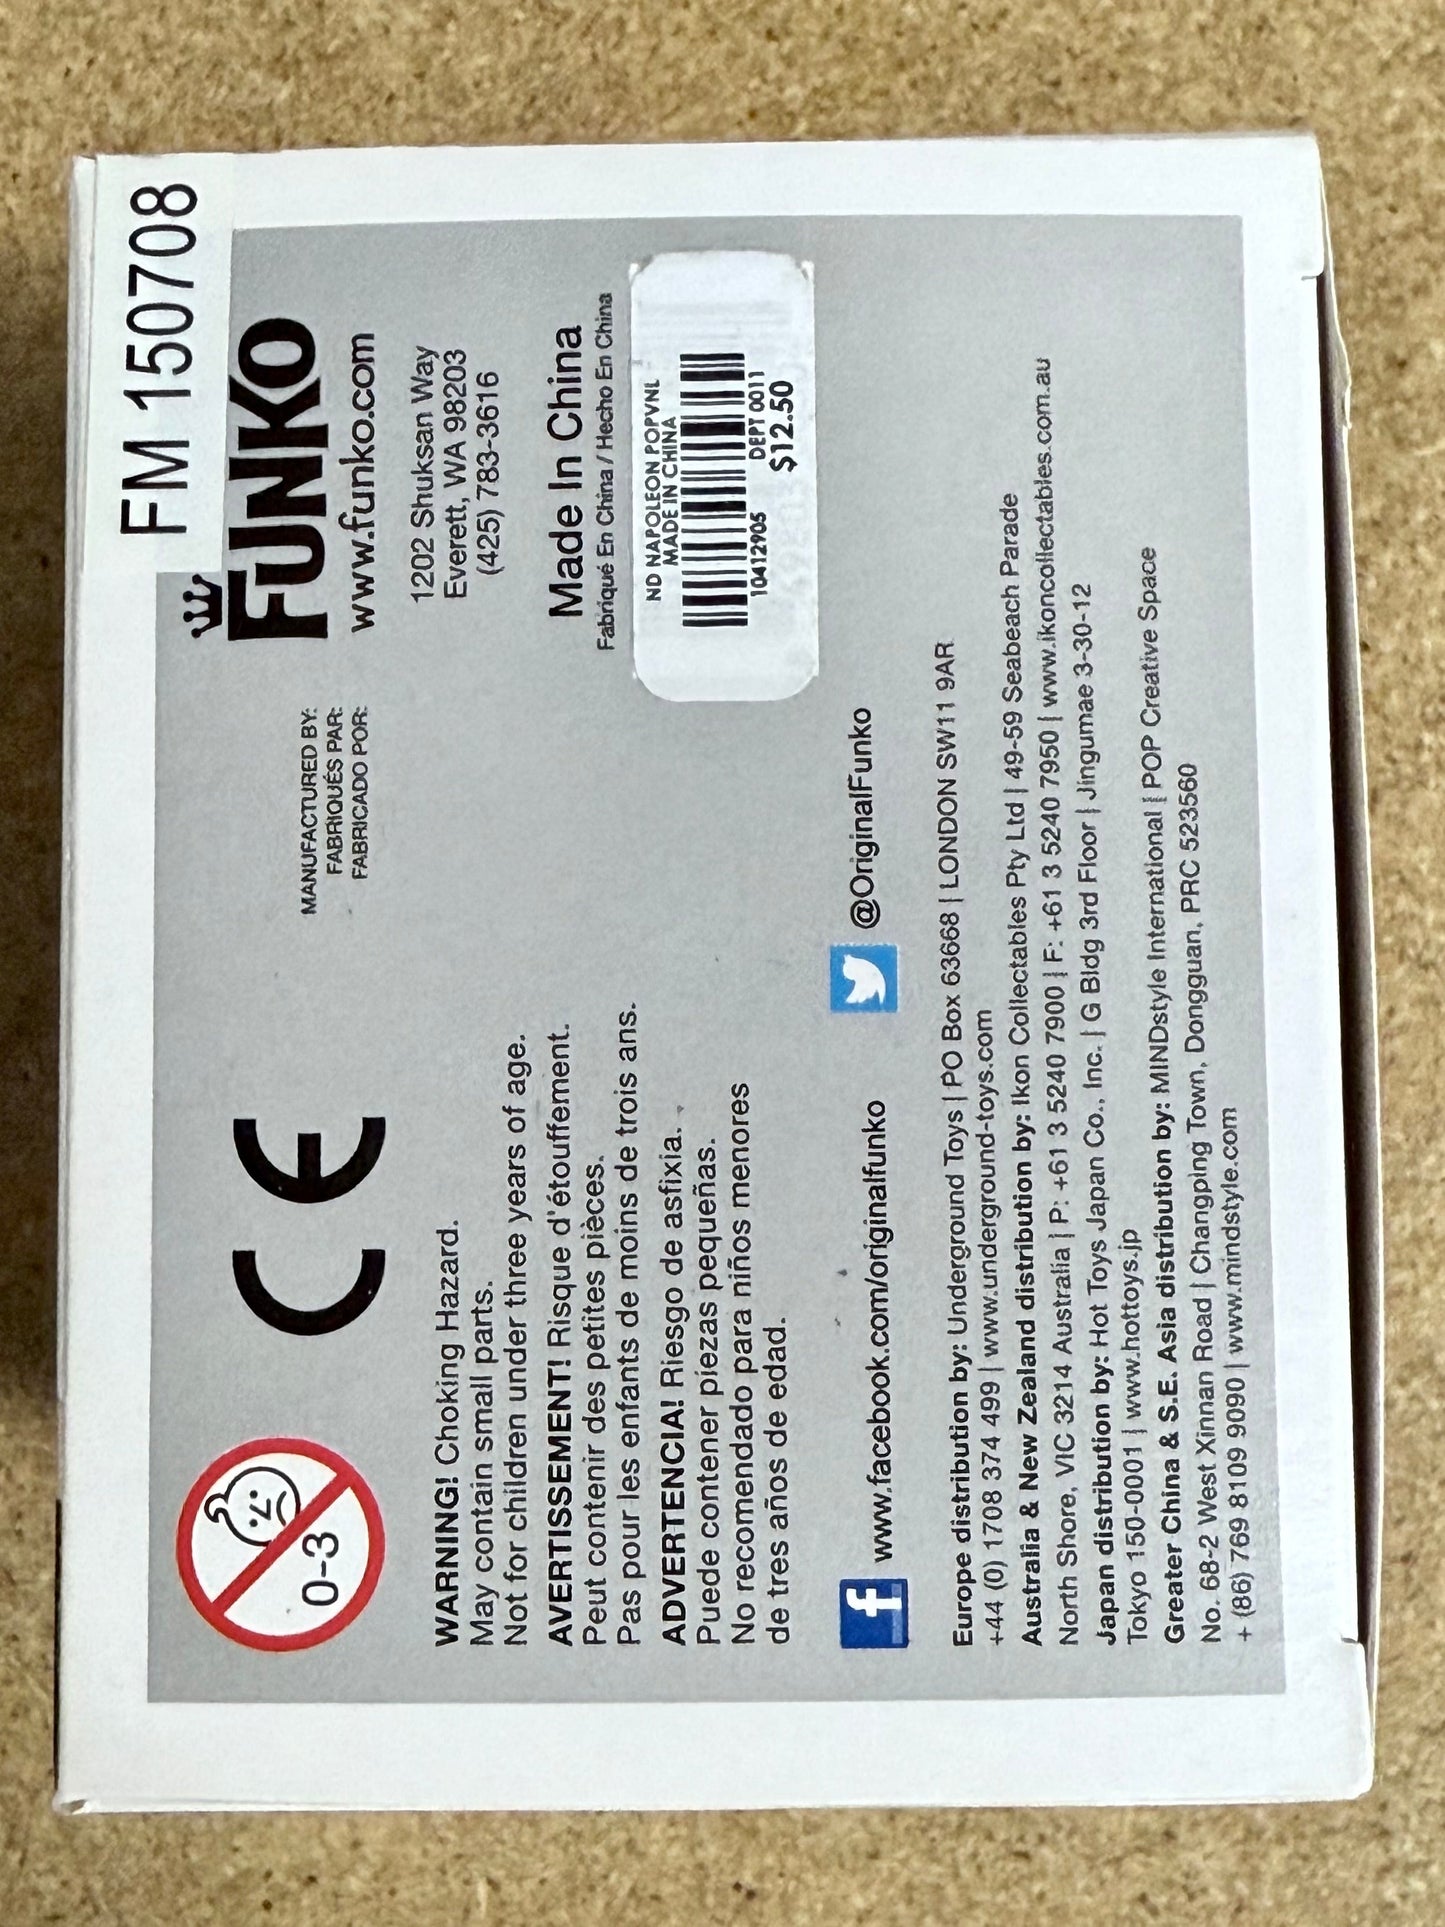 FM 150708
FUNKO
www.funko.com
MANUFACTURED BY:
FABRIQUÉS PAR:
FABRICADO POR:
1202 Shuksan Way
Everett, WA 98203
(425) 783-3616
Made In China
Fabriqué En China / Hecho En China
ND NAPOLEON POPVNL
MADE IN CHINA
10412905 DEPT 0011
$12.50
CE
0-3
WARNING! Choking Hazard.
May contain small parts.
Not for children under three years of age.
AVERTISSEMENT! Risque d'étouffement.
Peut contenir des petites pièces.
Pas pour les enfants de moins de trois ans.
ADVERTENCIA! Riesgo de asfixia.
Puede contener piezas pequeñas.
No recomendado para niños menores
de tres años de edad.
f www.facebook.com/originalfunko @OriginalFunko
Europe distribution by: Underground Toys | PO Box 63668 | LONDON SW11 9AR
+44 (0) 1708 374 499 | www.underground-toys.com
Australia & New Zealand distribution by: Ikon Collectables Pty Ltd | 49-59 Seabeach Parade
North Shore, VIC 3214 Australia | P: +61 3 5240 7900 | F: +61 3 5240 7950 | www.ikoncollectables.com.au
Japan distribution by: Hot Toys Japan Co., Inc. | G Bldg 3rd Floor | Jingumae 3-30-12
Tokyo 150-0001 | www.hottoys.jp
Greater China & S.E. Asia distribution by: MINDstyle International | POP Creative Space
No. 68-2 West Xinnan Road | Changping Town, Dongguan, PRC 523560
+ (86) 769 8109 9090 | www.mindstyle.com